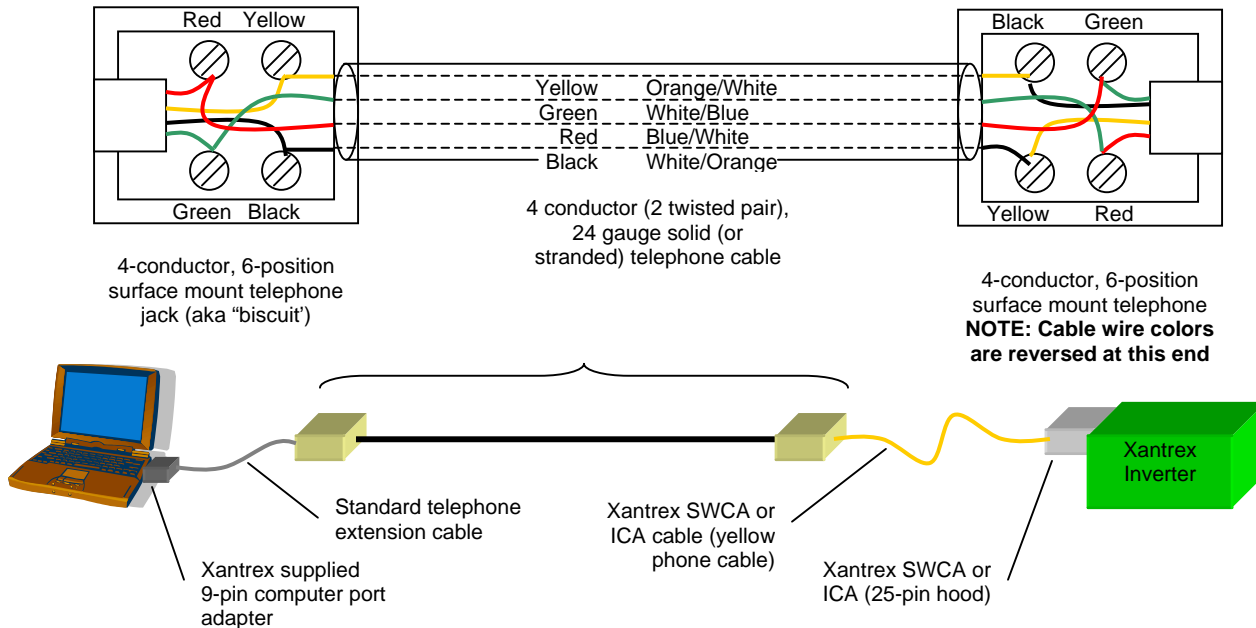 Red Yellow
Black Green
Yellow Orange/White
Green White/Blue
Red Blue/White
Black White/Orange
Green Black
Yellow Red
4 conductor (2 twisted pair),
24 gauge solid (or
stranded) telephone cable
4-conductor, 6-position
surface mount telephone
jack (aka “biscuit’)
4-conductor, 6-position
surface mount telephone
NOTE: Cable wire colors
are reversed at this end
Xantrex
Inverter
Standard telephone
extension cable
Xantrex SWCA or
ICA cable (yellow
phone cable)
Xantrex supplied
9-pin computer port
adapter
Xantrex SWCA or
ICA (25-pin hood)